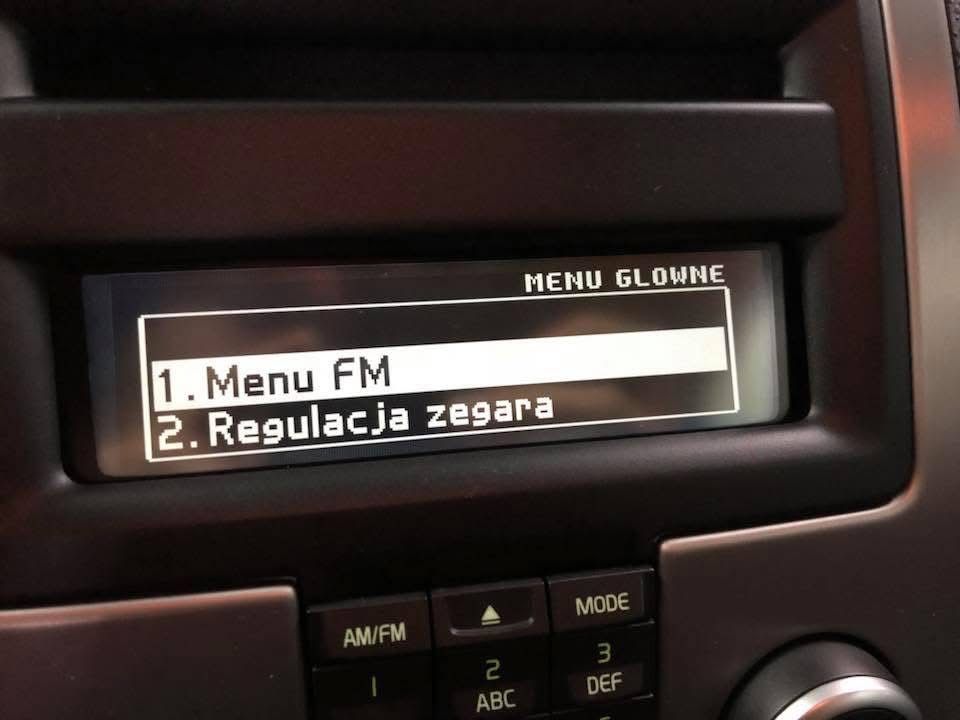 MENU GLOWNE
1. Menu FM
2. Regulacja zegara
AM/FM
MODE
1
2
ABC
3
DEF